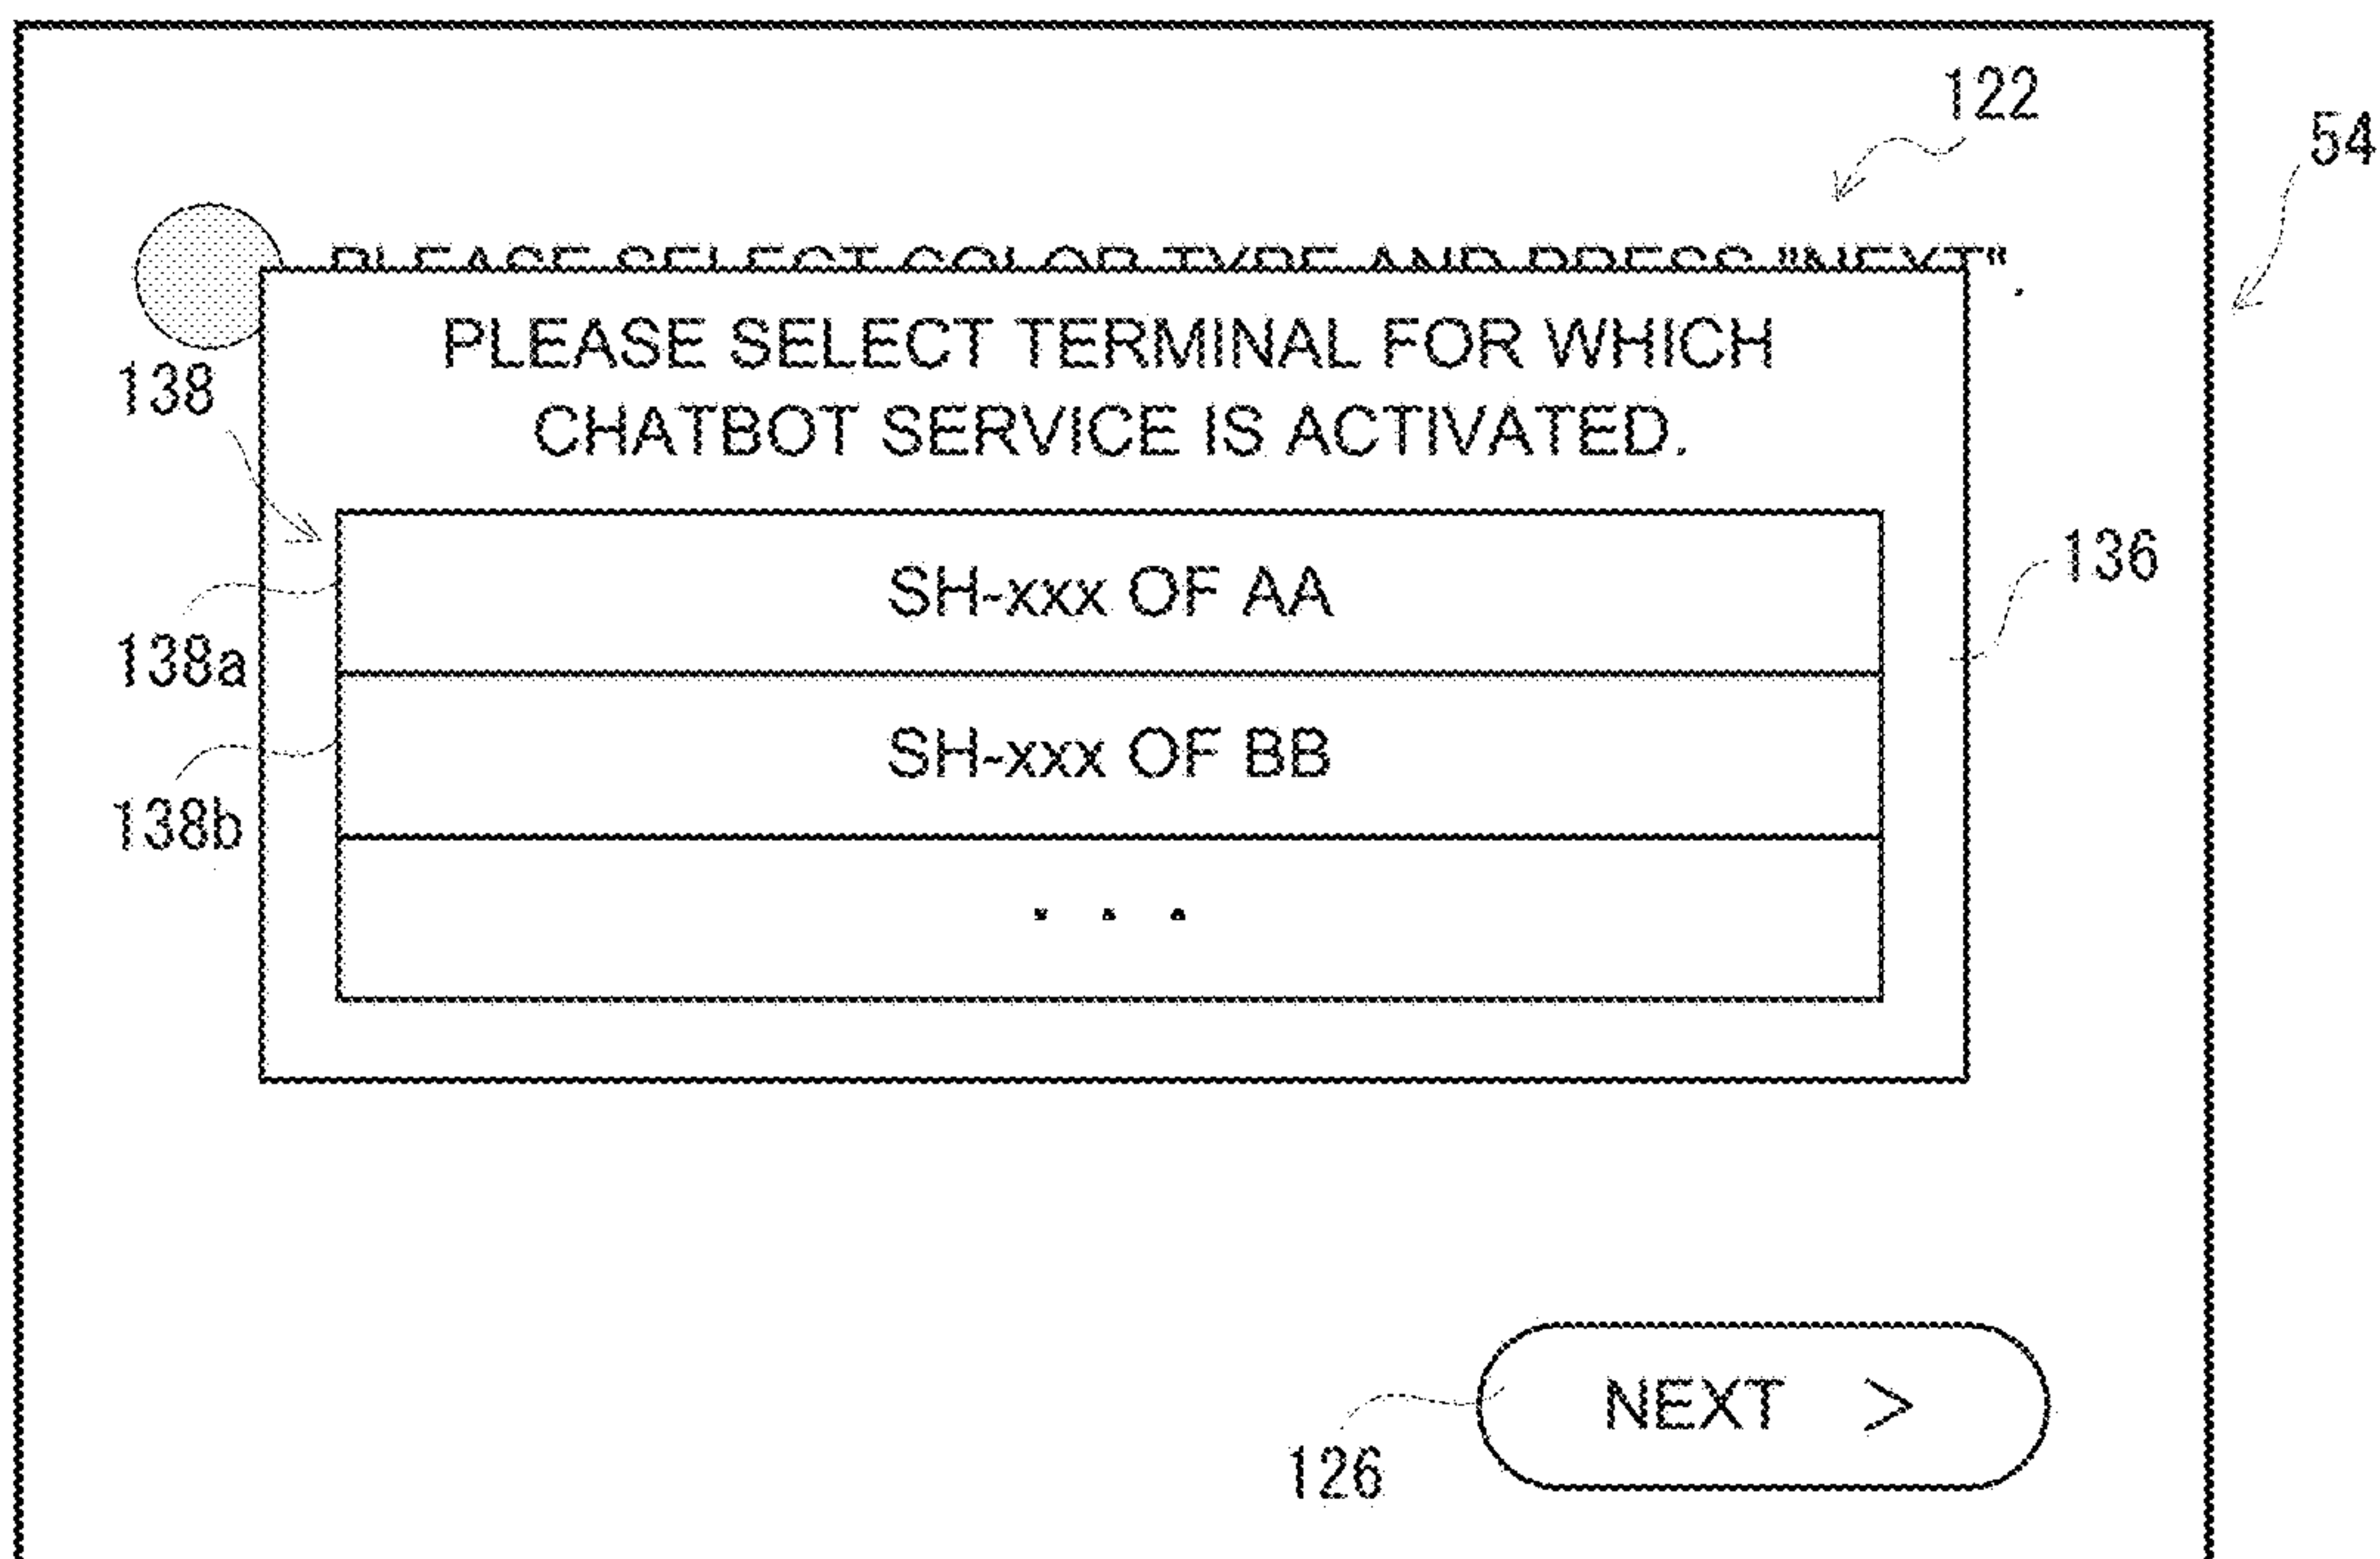 122
54
PLEASE SELECT COLOR TYPE AND PRESS "NEXT".
PLEASE SELECT TERMINAL FOR WHICH
CHATBOT SERVICE IS ACTIVATED.
138
SH-xxx OF AA
136
138a
SH-xxx OF BB
138b
. . .
NEXT >
126